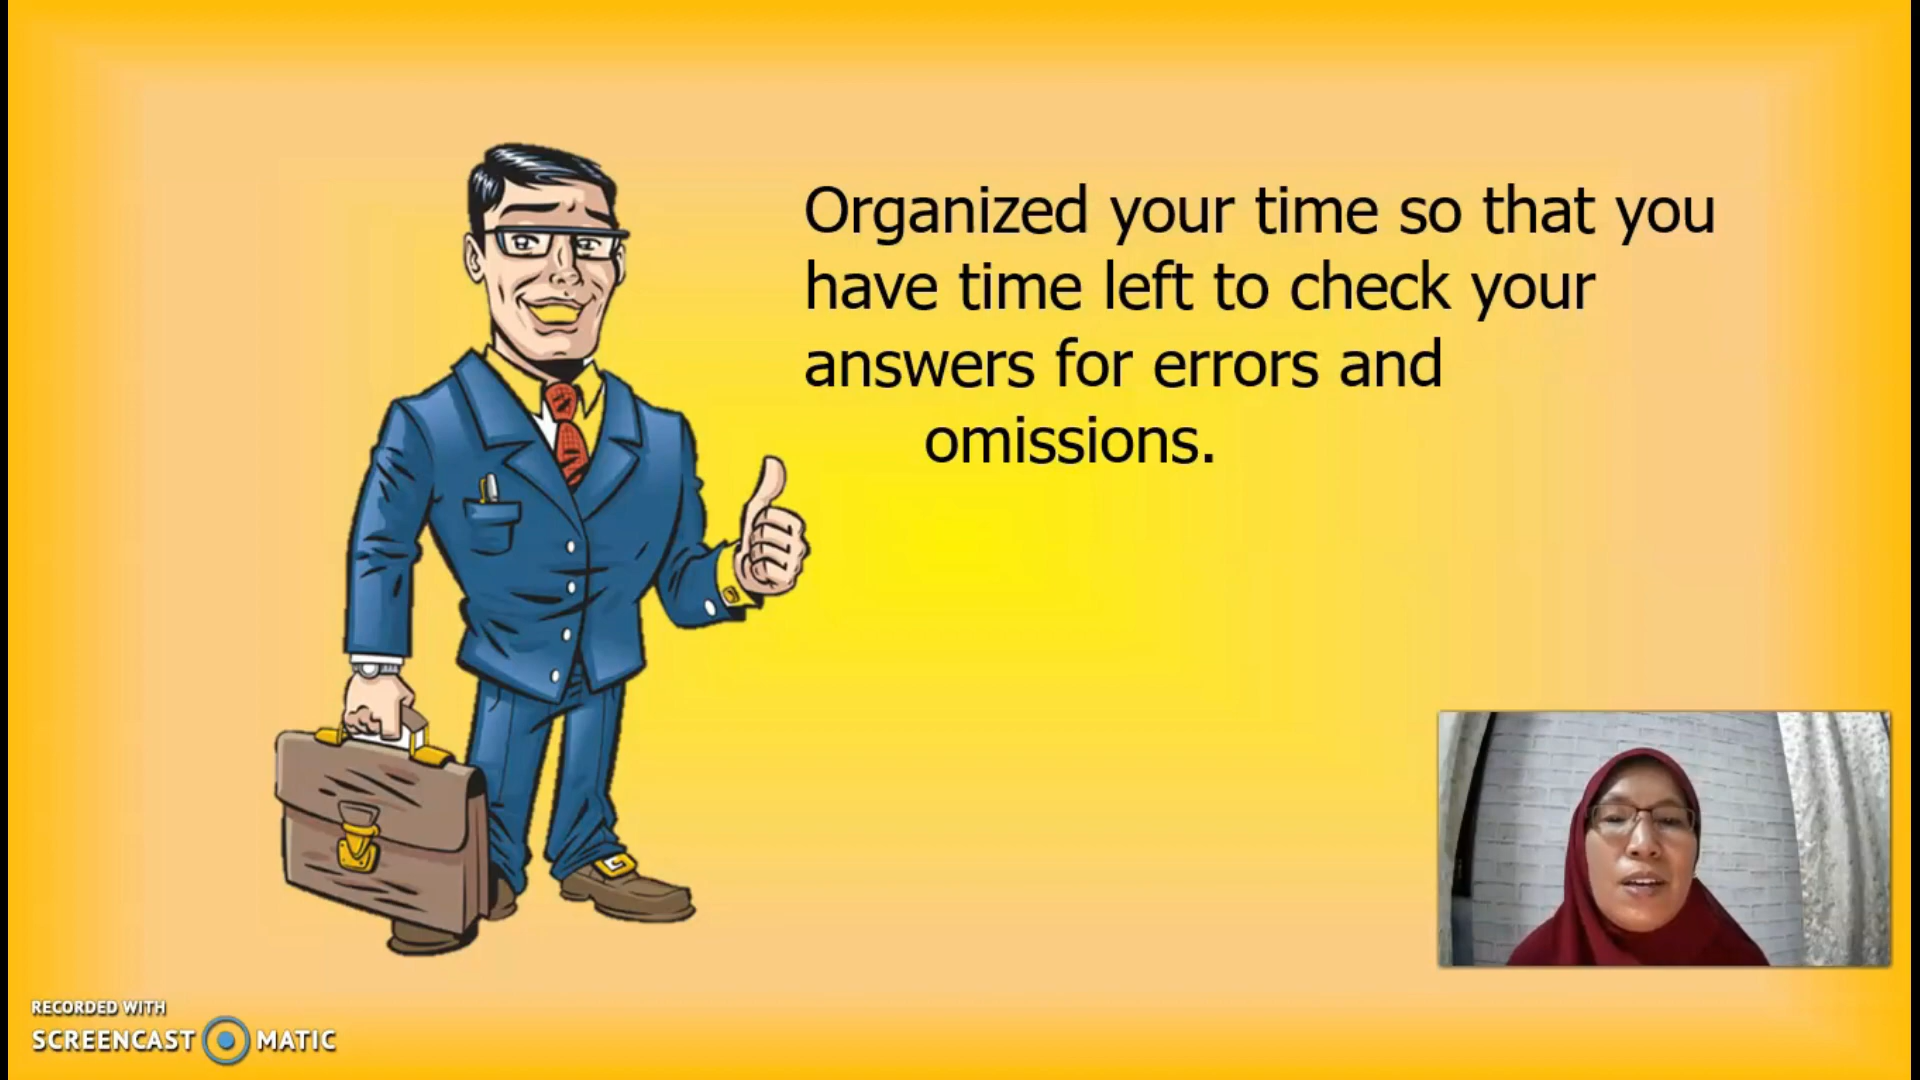 Organized your time so that you
have time left to check your
answers for errors and
omissions.
RECORDED WITH
SCREENCAST MATIC